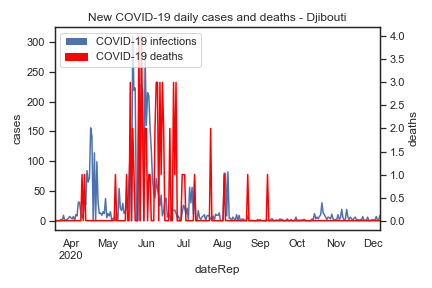 New COVID-19 daily cases and deaths - Djibouti
COVID-19 infections
COVID-19 deaths
300
250
200
150
100
50
0
cases
4.0
3.5
3.0
2.5
2.0
1.5
1.0
0.5
0.0
deaths
Apr May Jun Jul Aug Sep Oct Nov Dec
2020
dateRep